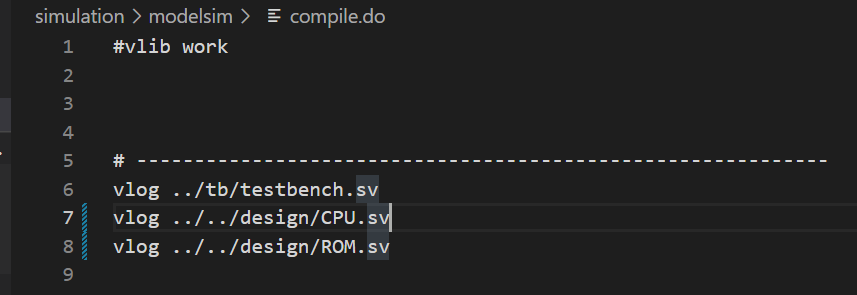 simulation > modelsim > compile.do
1 #vlib work
2
3
4
5 # -----------------------------------------------------------
6 vlog ../tb/testbench.sv
7 vlog ../../design/CPU.sv
8 vlog ../../design/ROM.sv
9